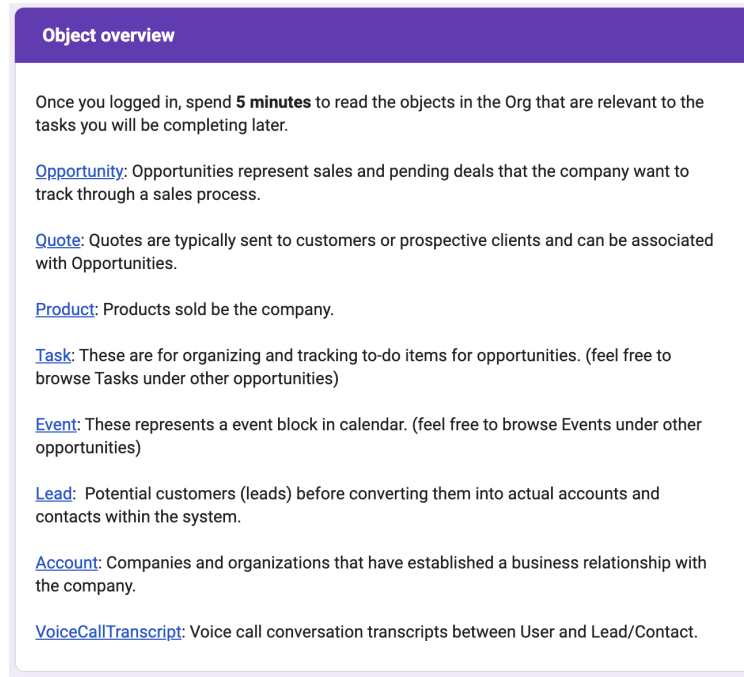 Object overview
Once you logged in, spend 5 minutes to read the objects in the Org that are relevant to the
tasks you will be completing later.
Opportunity: Opportunities represent sales and pending deals that the company want to
track through a sales process.
Quote: Quotes are typically sent to customers or prospective clients and can be associated
with Opportunities.
Product: Products sold be the company.
Task: These are for organizing and tracking to-do items for opportunities. (feel free to
browse Tasks under other opportunities)
Event: These represents a event block in calendar. (feel free to browse Events under other
opportunities)
Lead:  Potential customers (leads) before converting them into actual accounts and
contacts within the system.
Account: Companies and organizations that have established a business relationship with
the company.
VoiceCallTranscript: Voice call conversation transcripts between User and Lead/Contact.